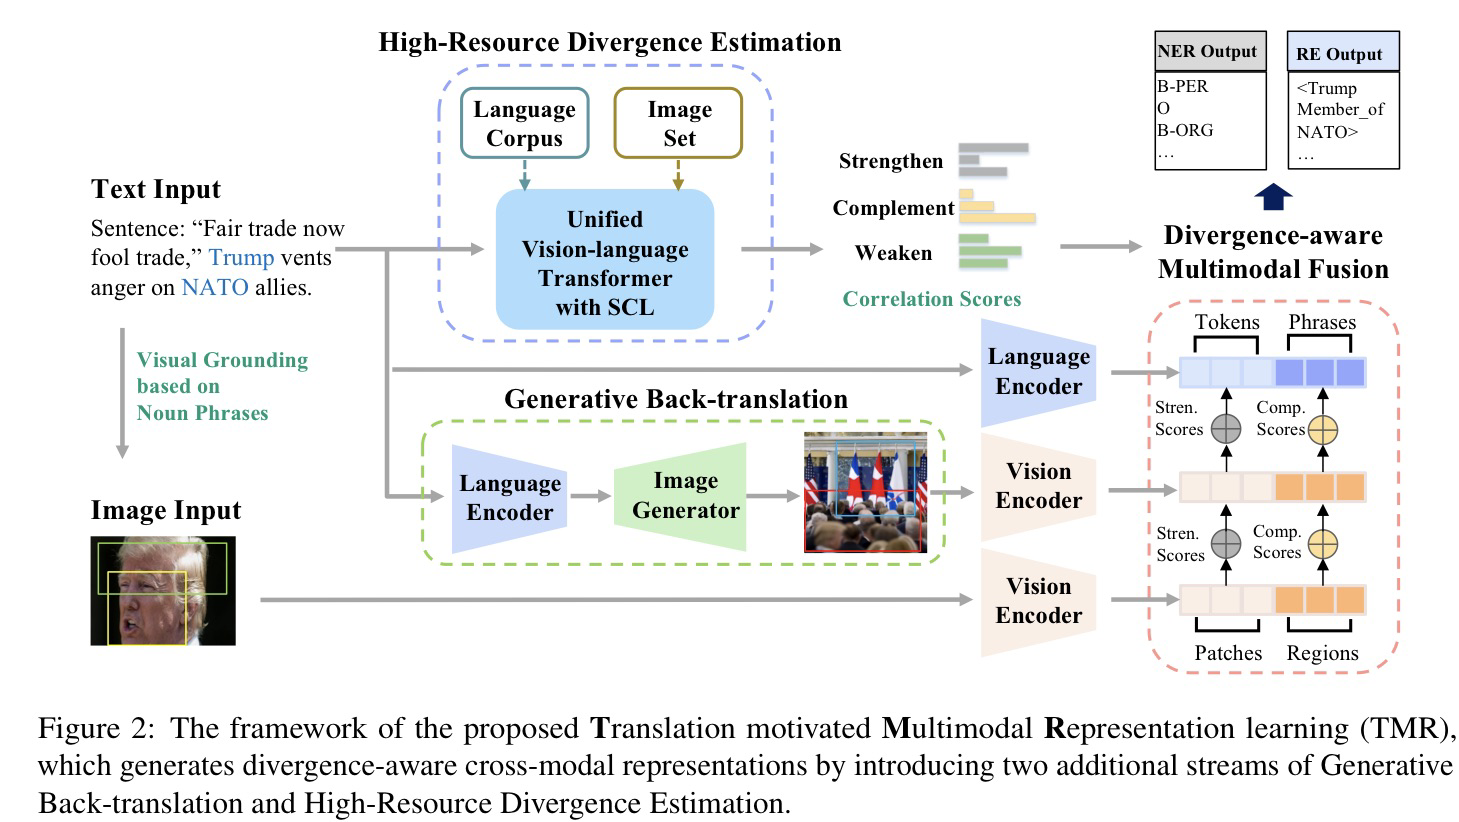 High-Resource Divergence Estimation
Language
Corpus
Image
Set
Unified
Vision-language
Transformer
with SCL
Text Input
Sentence: “Fair trade now
fool trade,” Trump vents
anger on NATO allies.
Visual Grounding
based on
Noun Phrases
Image Input
Strengthen
Complement
Weaken
Correlation Scores
NER Output
B-PER
O
B-ORG
…
RE Output
<Trump
Member_of
NATO>
…
Divergence-aware
Multimodal Fusion
Generative Back-translation
Language
Encoder
Image
Generator
Language
Encoder
Vision
Encoder
Vision
Encoder
Tokens
Phrases
Stren.
Scores
Comp.
Scores
Stren.
Scores
Comp.
Scores
Patches
Regions
Figure 2: The framework of the proposed Translation motivated Multimodal Representation learning (TMR),
which generates divergence-aware cross-modal representations by introducing two additional streams of Generative
Back-translation and High-Resource Divergence Estimation.